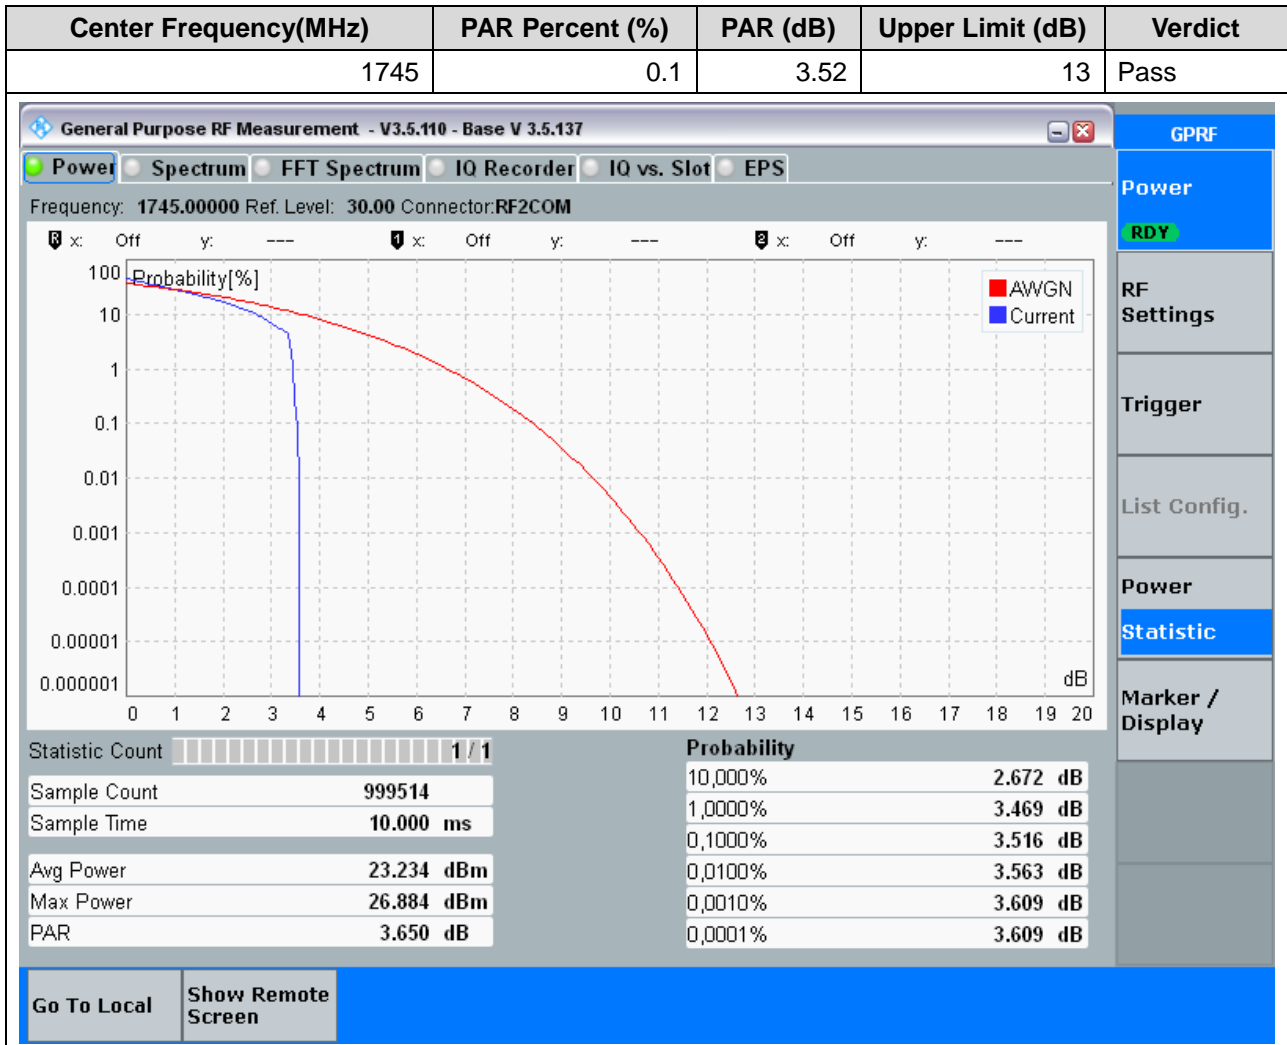 Center Frequency(MHz) PAR Percent (%) PAR (dB) Upper Limit (dB) Verdict
1745 0.1 3.52 13 Pass
General Purpose RF Measurement - V3.5.110 - Base V 3.5.137
GPRF
Power Spectrum FFT Spectrum IQ Recorder IQ vs. Slot EPS
Power
RDY
Frequency: 1745.00000 Ref. Level: 30.00 Connector:RF2COM
R x: Off y: --- 1 x: Off y: --- 2 x: Off y: ---
Probability[%]
AWGN
Current
100
10
1
0.1
0.01
0.001
0.0001
0.00001
0.000001
dB
0 1 2 3 4 5 6 7 8 9 10 11 12 13 14 15 16 17 18 19 20
RF
Settings
Trigger
List Config.
Power
Statistic
Marker /
Display
Statistic Count 1 / 1
Sample Count 999514
Sample Time 10.000 ms
Avg Power 23.234 dBm
Max Power 26.884 dBm
PAR 3.650 dB
Probability
10,000% 2.672 dB
1,0000% 3.469 dB
0,1000% 3.516 dB
0,0100% 3.563 dB
0,0010% 3.609 dB
0,0001% 3.609 dB
Go To Local
Show Remote
Screen